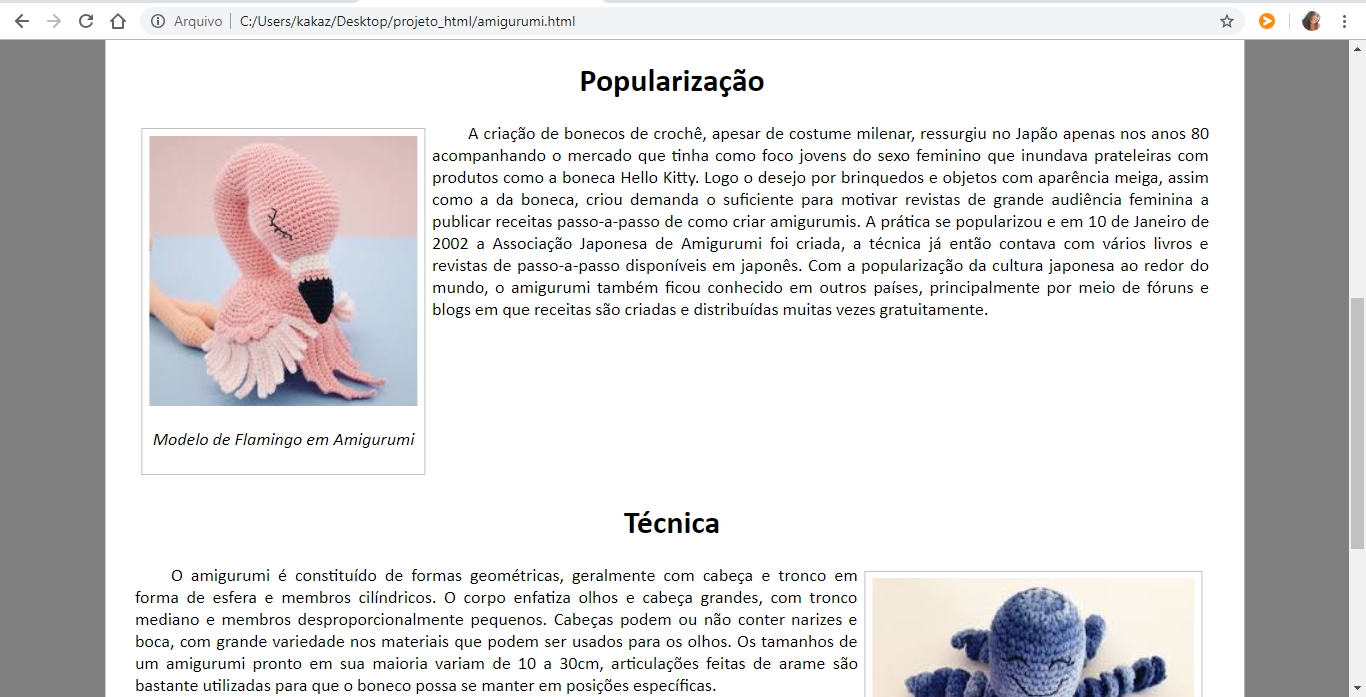 Arquivo C:/Users/kakaz/Desktop/projeto_html/amigurumi.html
Popularização
A criação de bonecos de crochê, apesar de costume milenar, ressurgiu no Japão apenas nos anos 80
acompanhando o mercado que tinha como foco jovens do sexo feminino que inundava prateleiras com
produtos como a boneca Hello Kitty. Logo o desejo por brinquedos e objetos com aparência meiga, assim
como a da boneca, criou demanda o suficiente para motivar revistas de grande audiência feminina a
publicar receitas passo-a-passo de como criar amigurumis. A prática se popularizou e em 10 de Janeiro de
2002 a Associação Japonesa de Amigurumi foi criada, a técnica já então contava com vários livros e
revistas de passo-a-passo disponíveis em japonês. Com a popularização da cultura japonesa ao redor do
mundo, o amigurumi também ficou conhecido em outros países, principalmente por meio de fóruns e
blogs em que receitas são criadas e distribuídas muitas vezes gratuitamente.
Modelo de Flamingo em Amigurumi
Técnica
O amigurumi é constituído de formas geométricas, geralmente com cabeça e tronco em
forma de esfera e membros cilíndricos. O corpo enfatiza olhos e cabeça grandes, com tronco
mediano e membros desproporcionalmente pequenos. Cabeças podem ou não conter narizes e
boca, com grande variedade nos materiais que podem ser usados para os olhos. Os tamanhos de
um amigurumi pronto em sua maioria variam de 10 a 30cm, articulações feitas de arame são
bastante utilizadas para que o boneco possa se manter em posições específicas.